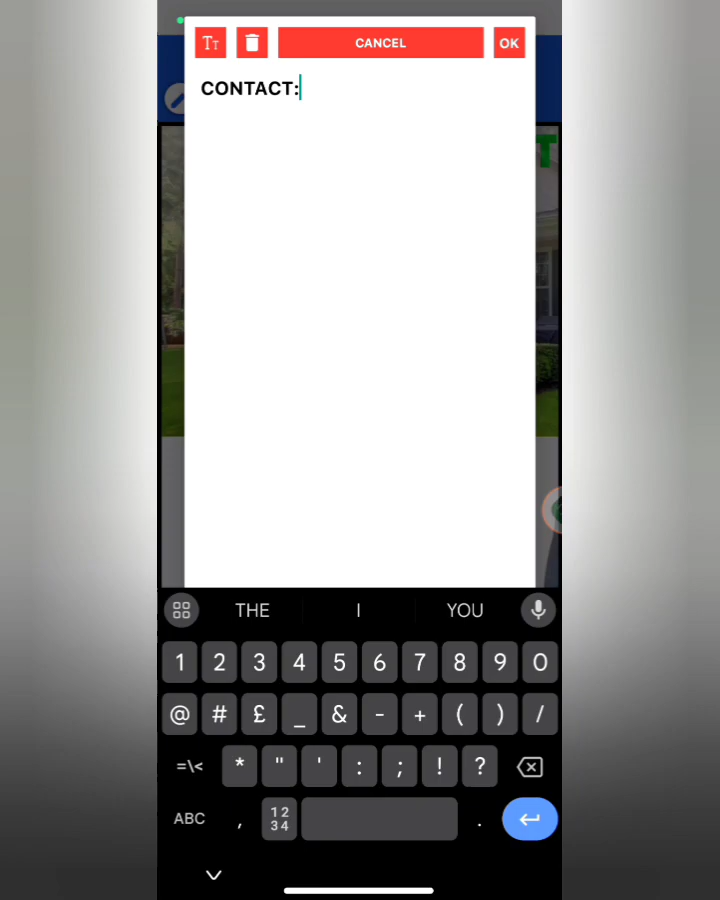 Tт CANCEL OK
CONTACT:
T
THE I YOU
1 2 3 4 5 6 7 8 9 0
@ # £ _ & - + ( ) /
=\< * " ' : ; ! ?
ABC , 12 34 .